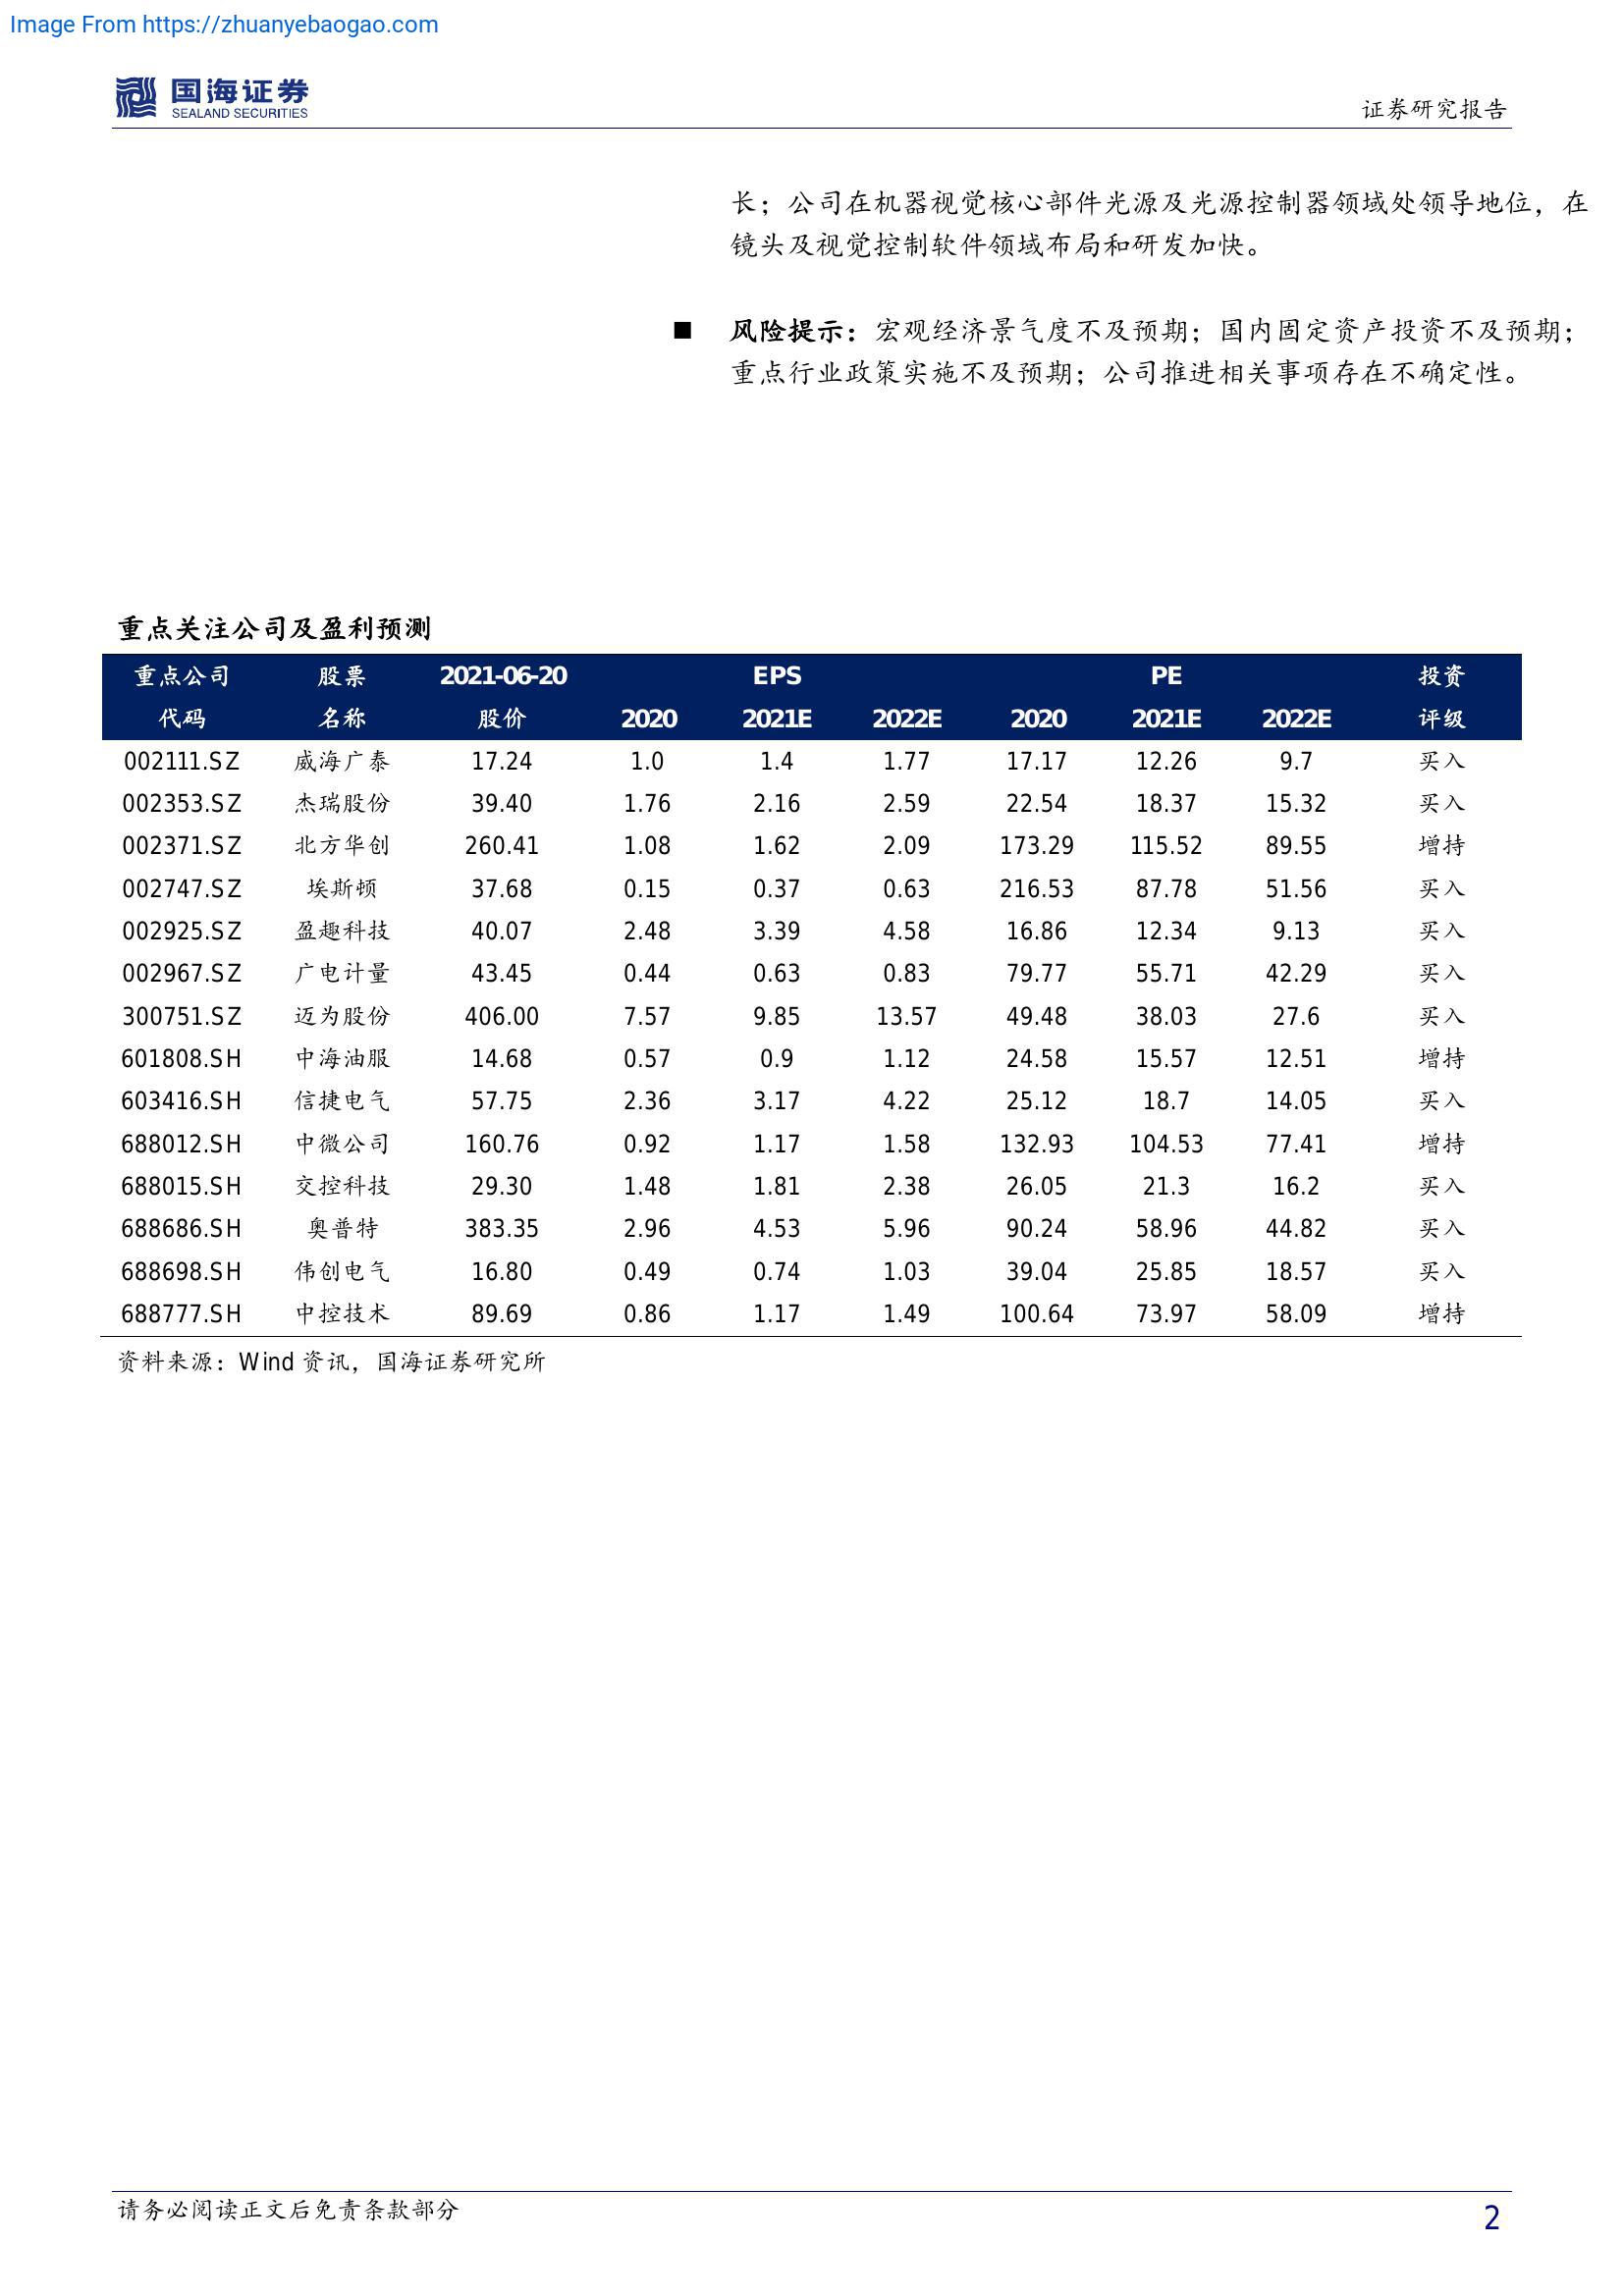 Image From https://zhuanyebaogao.com
国海证券
SEALAND SECURITIES
证券研究报告
长；公司在机器视觉核心部件光源及光源控制器领域处领导地位，在
镜头及视觉控制软件领域布局和研发加快。
■ 风险提示：宏观经济景气度不及预期；国内固定资产投资不及预期；
重点行业政策实施不及预期；公司推进相关事项存在不确定性。
重点关注公司及盈利预测
重点公司 股票 2021-06-20 EPS PE 投资
代码 名称 股价 2020 2021E 2022E 2020 2021E 2022E 评级
002111.SZ 威海广泰 17.24 1.0 1.4 1.77 17.17 12.26 9.7 买入
002353.SZ 杰瑞股份 39.40 1.76 2.16 2.59 22.54 18.37 15.32 买入
002371.SZ 北方华创 260.41 1.08 1.62 2.09 173.29 115.52 89.55 增持
002747.SZ 埃斯顿 37.68 0.15 0.37 0.63 216.53 87.78 51.56 买入
002925.SZ 盈趣科技 40.07 2.48 3.39 4.58 16.86 12.34 9.13 买入
002967.SZ 广电计量 43.45 0.44 0.63 0.83 79.77 55.71 42.29 买入
300751.SZ 迈为股份 406.00 7.57 9.85 13.57 49.48 38.03 27.6 买入
601808.SH 中海油服 14.68 0.57 0.9 1.12 24.58 15.57 12.51 增持
603416.SH 信捷电气 57.75 2.36 3.17 4.22 25.12 18.7 14.05 买入
688012.SH 中微公司 160.76 0.92 1.17 1.58 132.93 104.53 77.41 增持
688015.SH 交控科技 29.30 1.48 1.81 2.38 26.05 21.3 16.2 买入
688686.SH 奥普特 383.35 2.96 4.53 5.96 90.24 58.96 44.82 买入
688698.SH 伟创电气 16.80 0.49 0.74 1.03 39.04 25.85 18.57 买入
688777.SH 中控技术 89.69 0.86 1.17 1.49 100.64 73.97 58.09 增持
资料来源：Wind 资讯，国海证券研究所
请务必阅读正文后免责条款部分
2